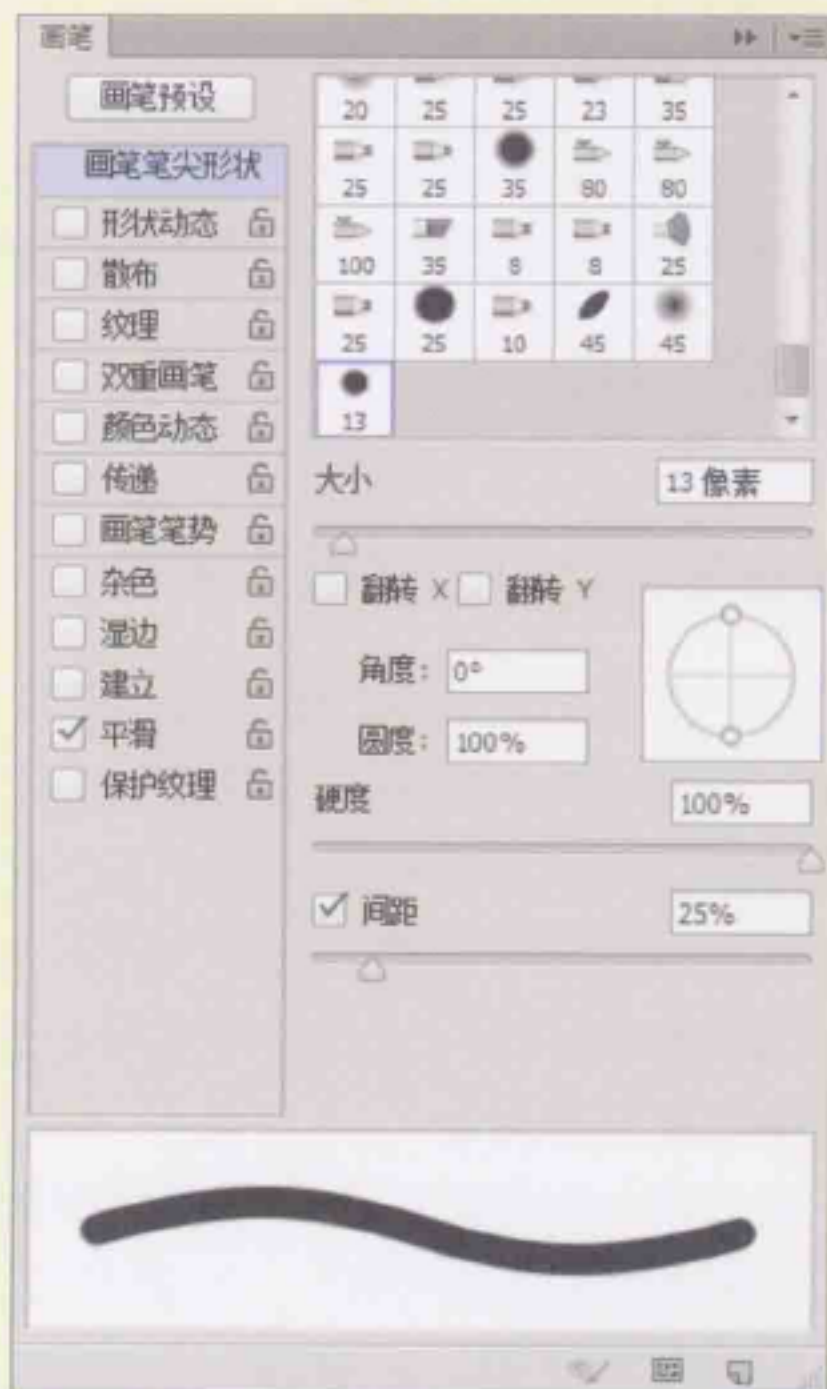 画笔
画笔预设
画笔笔尖形状
形状动态
散布
纹理
双重画笔
颜色动态
传递
画笔笔势
杂色
湿边
建立
平滑
保护纹理
20 25 25 23 35
25 25 35 80 80
100 35 8 8 25
25 25 10 45 45
13
大小 13 像素
翻转 X 翻转 Y
角度: 0°
圆度: 100%
硬度 100%
间距 25%